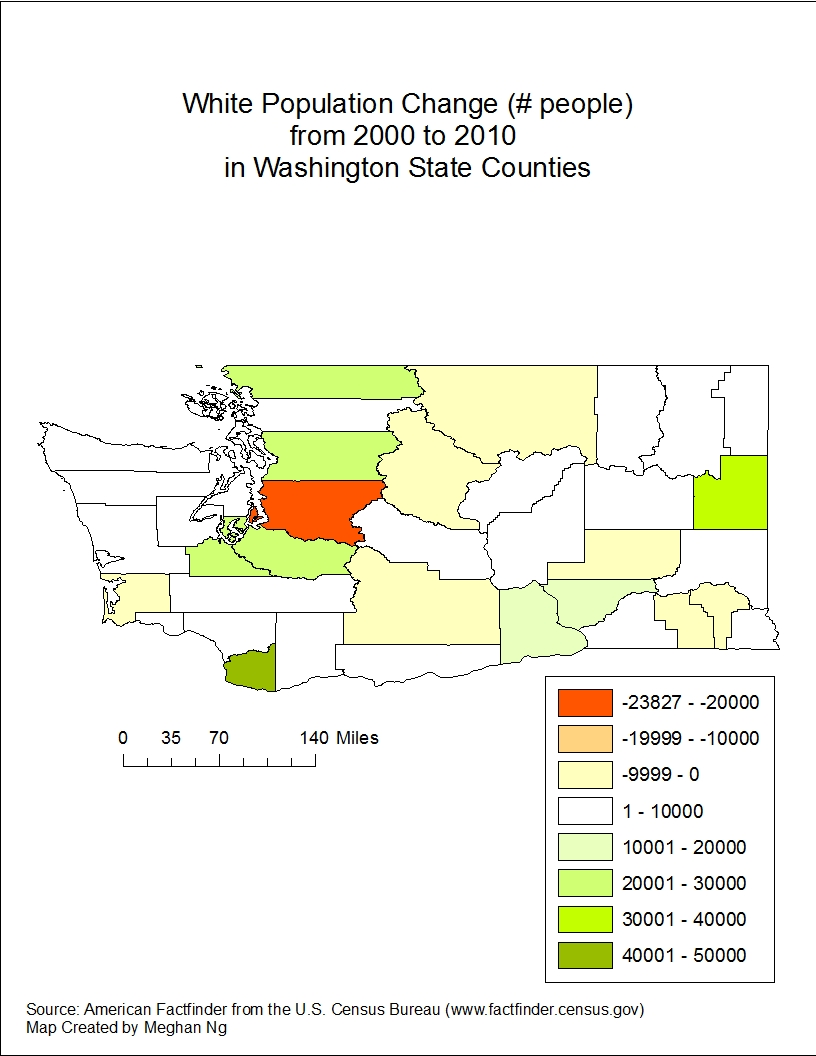 White Population Change (# people)
from 2000 to 2010
in Washington State Counties
0 35 70 140 Miles
-23827 - -20000
-19999 - -10000
-9999 - 0
1 - 10000
10001 - 20000
20001 - 30000
30001 - 40000
40001 - 50000
Source: American Factfinder from the U.S. Census Bureau (www.factfinder.census.gov)
Map Created by Meghan Ng